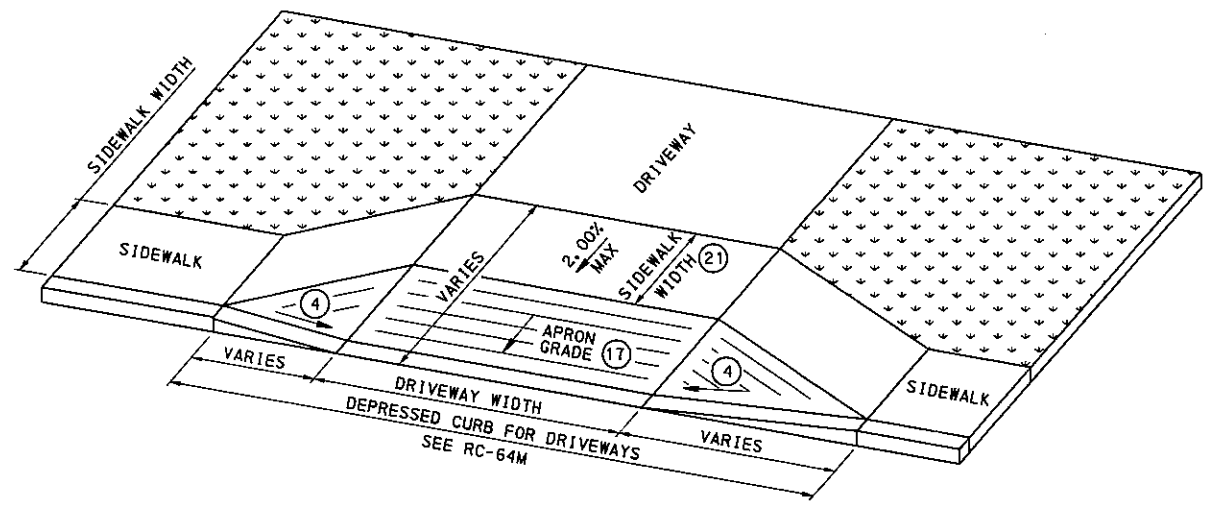 SIDEWALK WIDTH
DRIVEWAY
SIDEWALK
2.00%
MAX
SIDEWALK
WIDTH 21
VARIES
4
APRON
GRADE 17
4
SIDEWALK
VARIES
DRIVEWAY WIDTH
VARIES
DEPRESSED CURB FOR DRIVEWAYS
SEE RC-64M